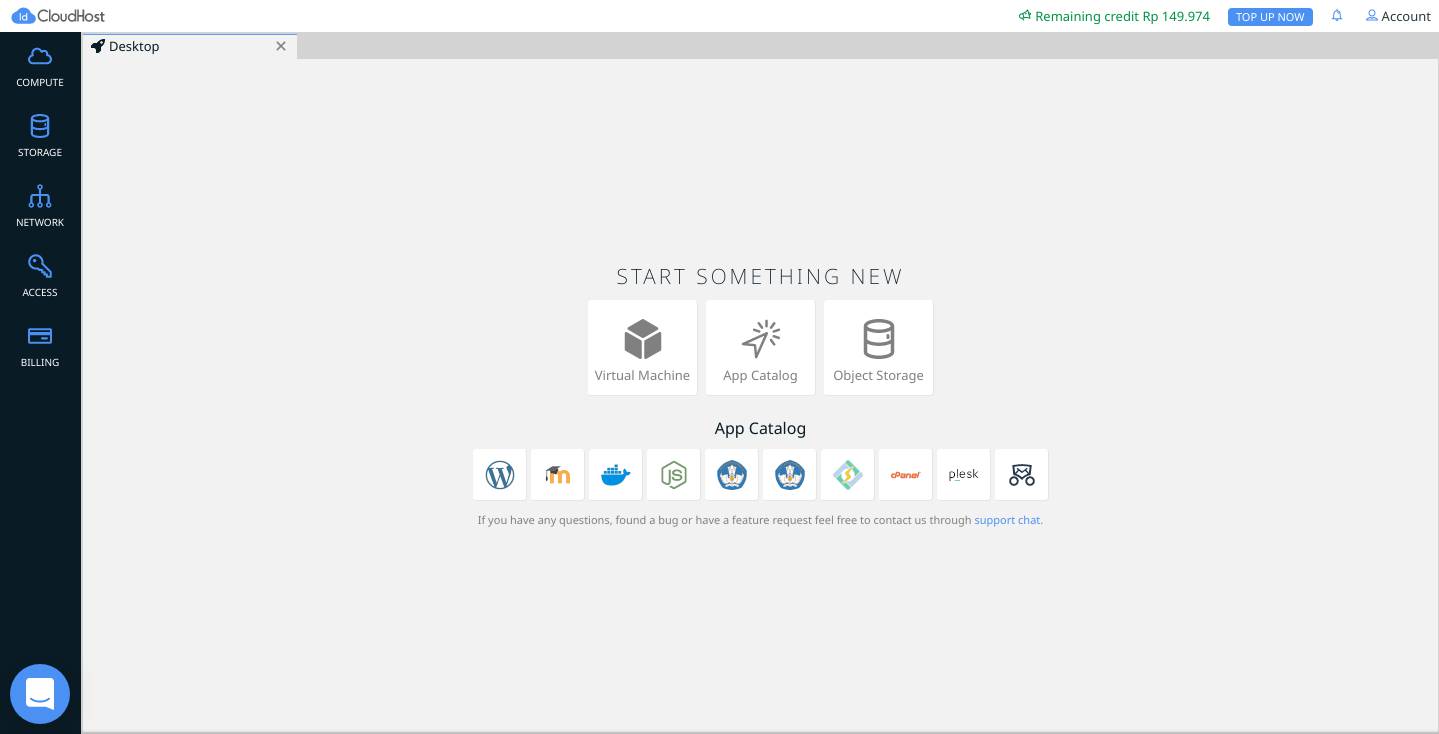 Id CloudHost
Remaining credit Rp 149.974
TOP UP NOW
Account
Desktop
COMPUTE
STORAGE
NETWORK
ACCESS
BILLING
START SOMETHING NEW
Virtual Machine
App Catalog
Object Storage
App Catalog
W
m
docker
JS
S
cPanel
plesk
If you have any questions, found a bug or have a feature request feel free to contact us through support chat.